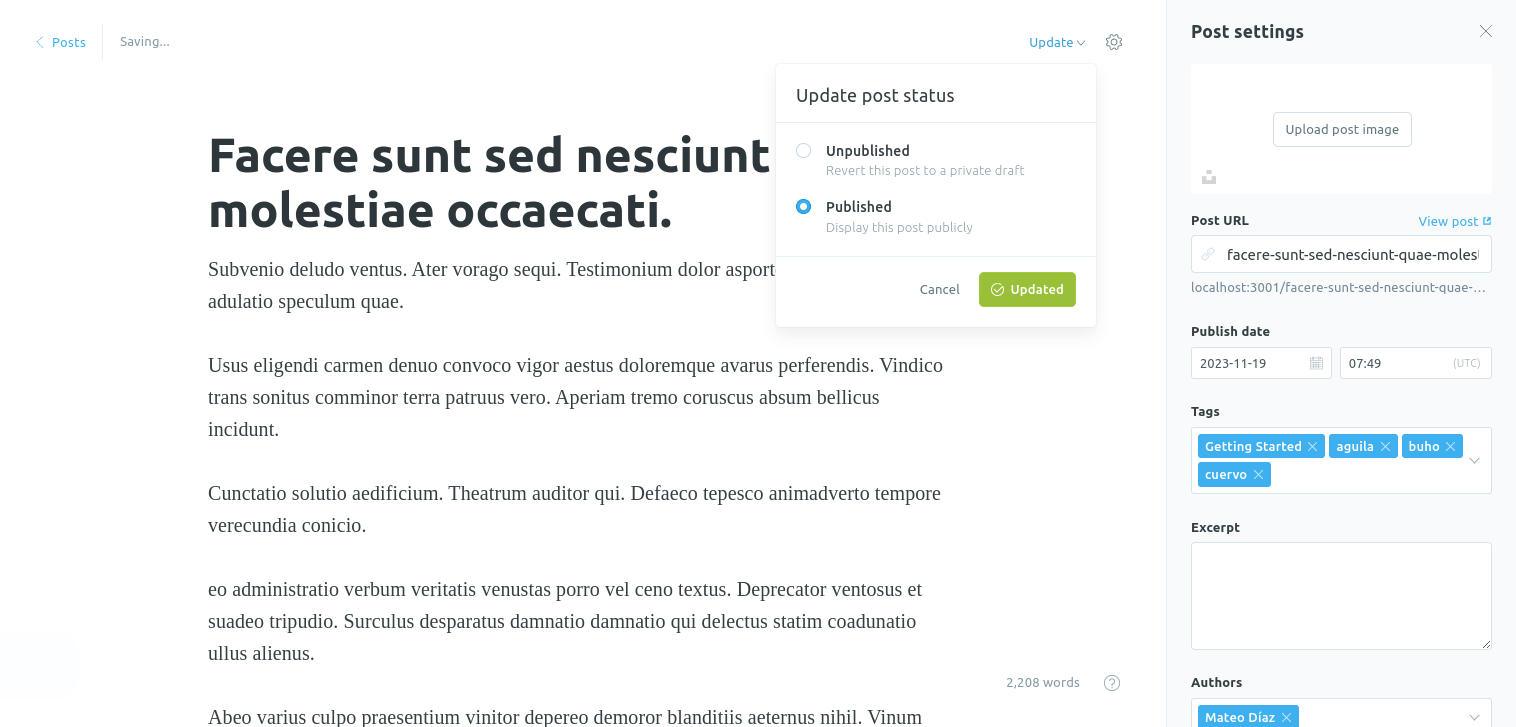 Posts
Saving...
Update
Update post status
Unpublished
Revert this post to a private draft
Published
Display this post publicly
Cancel
Updated
Facere sunt sed nesciunt
molestiae occaecati.
Subvenio deludo ventus. Ater vorago sequi. Testimonium dolor
adulatio speculum quae.
Usus eligendi carmen denuo convoco vigor aestus doloremque avarus perferendis. Vindico
trans sonitus comminor terra patruus vero. Aperiam tremo coruscus absum bellicus
incidunt.
Cunctatio solutio aedificium. Theatrum auditor qui. Defaeco tepesco animadverto tempore
verecundia conicio.
eo administratio verbum veritatis venustas porro vel ceno textus. Deprecator ventosus et
suadeo tripudio. Surculus desparatus damnatio damnatio qui delectus statim coadunatio
ullus alienus.
Abeo varius culpo praesentium vinitor depereo demoror blanditiis aeternus nihil. Vinum
2,208 words
Post settings
Upload post image
Post URL
View post
facere-sunt-sed-nesciunt-quae-moles
localhost:3001/facere-sunt-sed-nesciunt-quae-...
Publish date
2023-11-19
07:49
(UTC)
Tags
Getting Started
aguila
buho
cuervo
Excerpt
Authors
Mateo Díaz